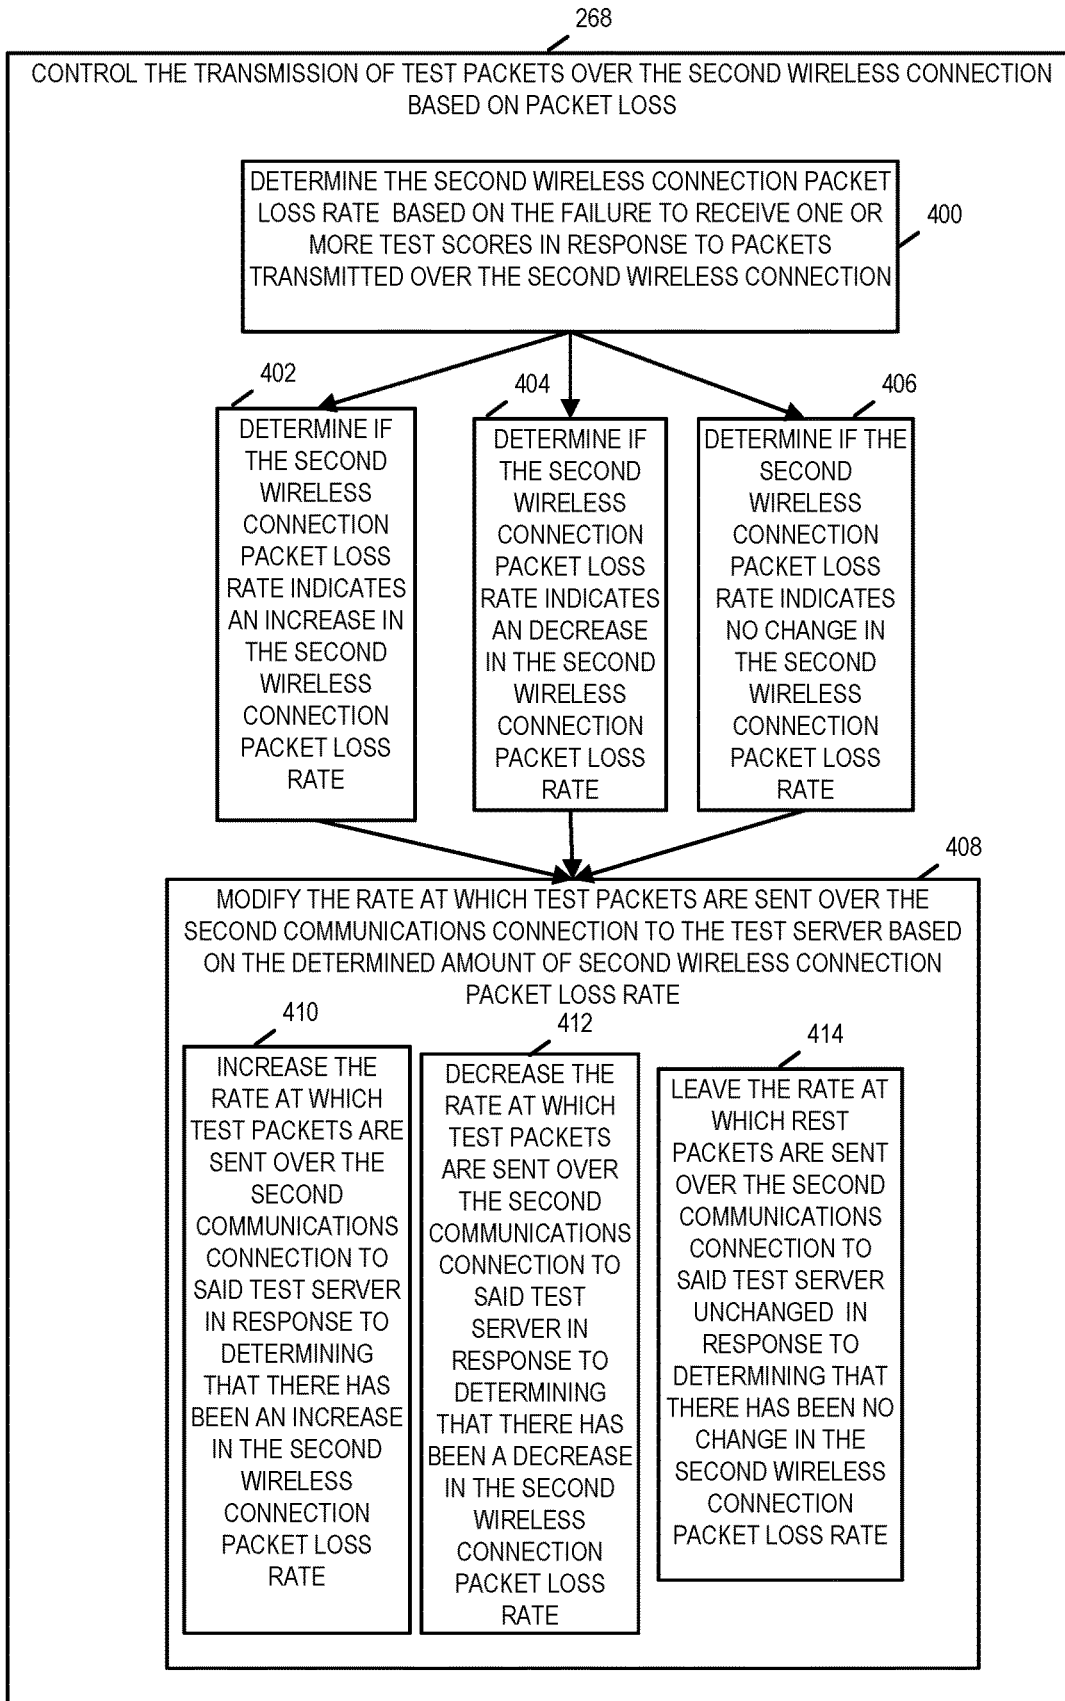 268
CONTROL THE TRANSMISSION OF TEST PACKETS OVER THE SECOND WIRELESS CONNECTION
BASED ON PACKET LOSS
DETERMINE THE SECOND WIRELESS CONNECTION PACKET
LOSS RATE BASED ON THE FAILURE TO RECEIVE ONE OR
MORE TEST SCORES IN RESPONSE TO PACKETS
TRANSMITTED OVER THE SECOND WIRELESS CONNECTION
400
402
DETERMINE IF
THE SECOND
WIRELESS
CONNECTION
PACKET LOSS
RATE INDICATES
AN INCREASE IN
THE SECOND
WIRELESS
CONNECTION
PACKET LOSS
RATE
404
DETERMINE IF
THE SECOND
WIRELESS
CONNECTION
PACKET LOSS
RATE INDICATES
AN DECREASE
IN THE SECOND
WIRELESS
CONNECTION
PACKET LOSS
RATE
406
DETERMINE IF THE
SECOND
WIRELESS
CONNECTION
PACKET LOSS
RATE INDICATES
NO CHANGE IN
THE SECOND
WIRELESS
CONNECTION
PACKET LOSS
RATE
408
MODIFY THE RATE AT WHICH TEST PACKETS ARE SENT OVER THE
SECOND COMMUNICATIONS CONNECTION TO THE TEST SERVER BASED
ON THE DETERMINED AMOUNT OF SECOND WIRELESS CONNECTION
PACKET LOSS RATE
410
INCREASE THE
RATE AT WHICH
TEST PACKETS ARE
SENT OVER THE
SECOND
COMMUNICATIONS
CONNECTION TO
SAID TEST SERVER
IN RESPONSE TO
DETERMINING
THAT THERE HAS
BEEN AN INCREASE
IN THE SECOND
WIRELESS
CONNECTION
PACKET LOSS
RATE
412
DECREASE THE
RATE AT WHICH
TEST PACKETS
ARE SENT OVER
THE SECOND
COMMUNICATIONS
CONNECTION TO
SAID TEST
SERVER IN
RESPONSE TO
DETERMINING
THAT THERE HAS
BEEN A DECREASE
IN THE SECOND
WIRELESS
CONNECTION
PACKET LOSS
RATE
414
LEAVE THE RATE AT
WHICH REST
PACKETS ARE SENT
OVER THE SECOND
COMMUNICATIONS
CONNECTION TO
SAID TEST SERVER
UNCHANGED IN
RESPONSE TO
DETERMINING THAT
THERE HAS BEEN NO
CHANGE IN THE
SECOND WIRELESS
CONNECTION
PACKET LOSS RATE